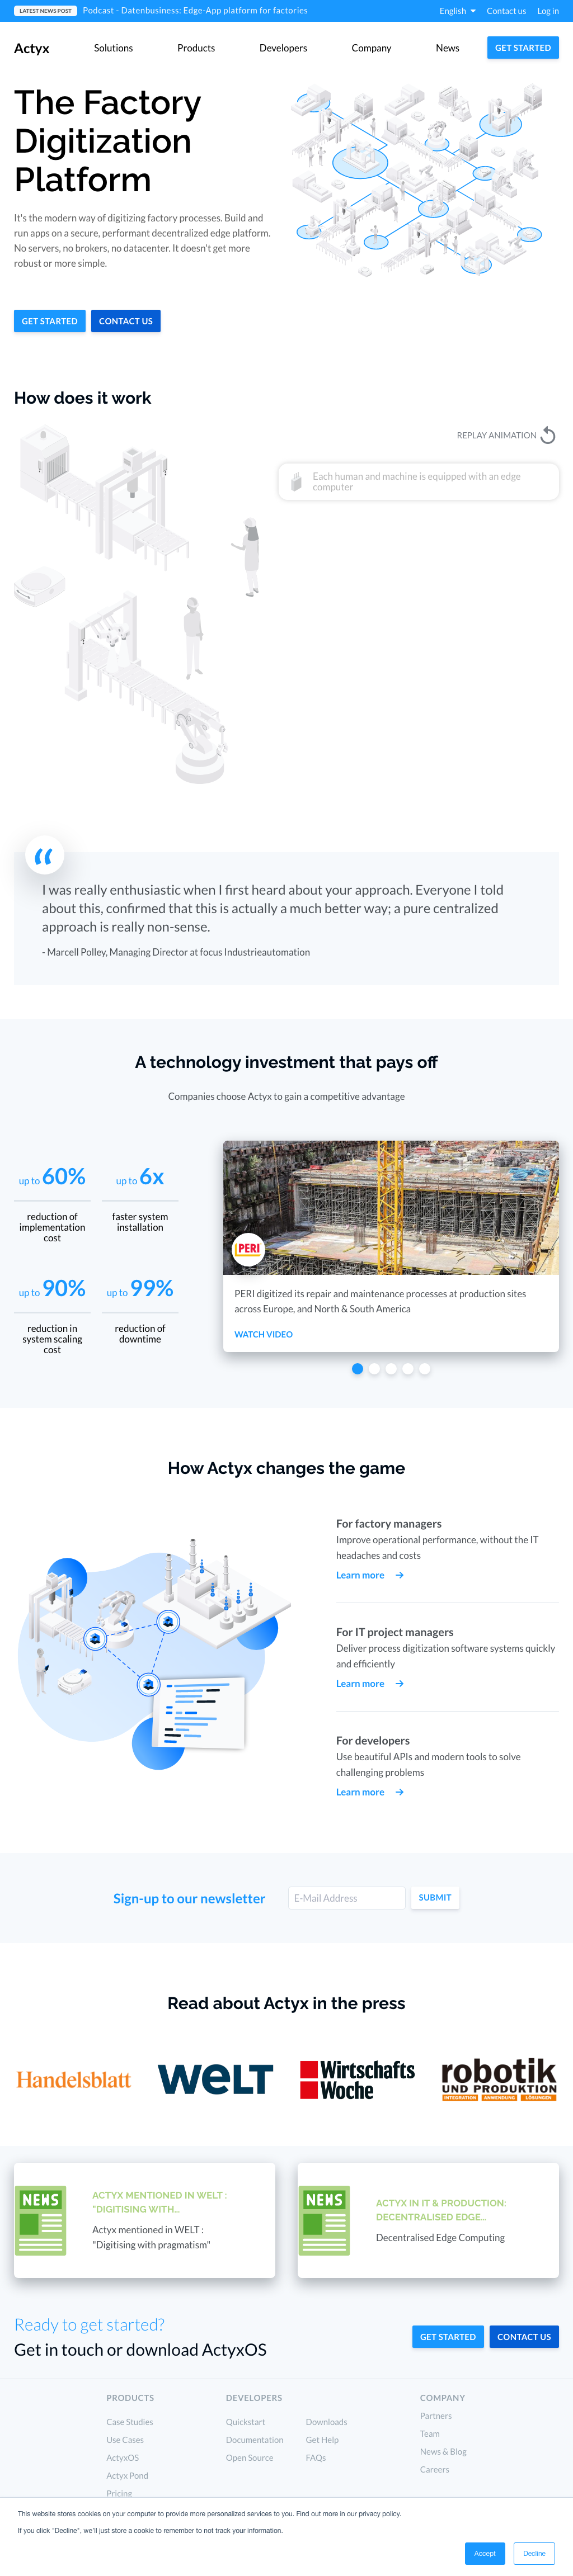 LATEST NEWS POST Podcast - Datenbusiness: Edge-App platform for factories
English Contact us Log in
Actyx Solutions Products Developers Company News GET STARTED
The Factory
Digitization
Platform
It's the modern way of digitizing factory processes. Build and
run apps on a secure, performant decentralized edge platform.
No servers, no brokers, no datacenter. It doesn't get more
robust or more simple.
GET STARTED CONTACT US
How does it work
REPLAY ANIMATION
Each human and machine is equipped with an edge
computer
“
I was really enthusiastic when I first heard about your approach. Everyone I told
about this, confirmed that this is actually a much better way; a pure centralized
approach is really non-sense.
- Marcell Polley, Managing Director at focus Industrieautomation
A technology investment that pays off
Companies choose Actyx to gain a competitive advantage
up to 60%
reduction of
implementation
cost
up to 6x
faster system
installation
up to 90%
reduction in
system scaling
cost
up to 99%
reduction of
downtime
PERI
PERI digitized its repair and maintenance processes at production sites
across Europe, and North & South America
WATCH VIDEO
How Actyx changes the game
For factory managers
Improve operational performance, without the IT
headaches and costs
Learn more
For IT project managers
Deliver process digitization software systems quickly
and efficiently
Learn more
For developers
Use beautiful APIs and modern tools to solve
challenging problems
Learn more
Sign-up to our newsletter E-Mail Address SUBMIT
Read about Actyx in the press
Handelsblatt
WELT
Wirtschafts
Woche
robotik
UND PRODUKTION
INTEGRATION ANWENDUNG LÖSUNGEN
NEWS
ACTYX MENTIONED IN WELT :
"DIGITISING WITH...
Actyx mentioned in WELT :
"Digitising with pragmatism"
NEWS
ACTYX IN IT & PRODUCTION:
DECENTRALISED EDGE...
Decentralised Edge Computing
Ready to get started?
Get in touch or download ActyxOS
GET STARTED CONTACT US
PRODUCTS
Case Studies
Use Cases
ActyxOS
Actyx Pond
Pricing
DEVELOPERS
Quickstart
Documentation
Open Source
Downloads
Get Help
FAQs
COMPANY
Partners
Team
News & Blog
Careers
This website stores cookies on your computer to provide more personalized services to you. Find out more in our privacy policy.
If you click "Decline", we'll just store a cookie to remember to not track your information.
Accept Decline